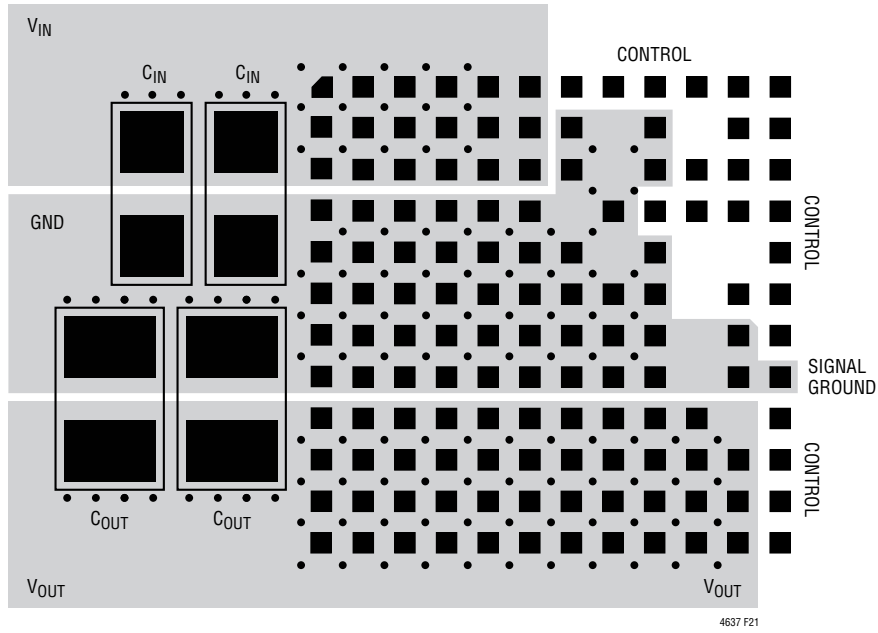 VIN
CONTROL
CIN CIN
GND
CONTROL
SIGNAL
GROUND
CONTROL
COUT COUT
VOUT VOUT
4637 F21